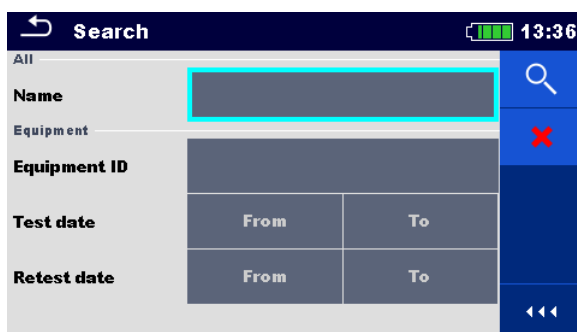 Search 13:36
All
Name
Equipment
Equipment ID
Test date From To
Retest date From To